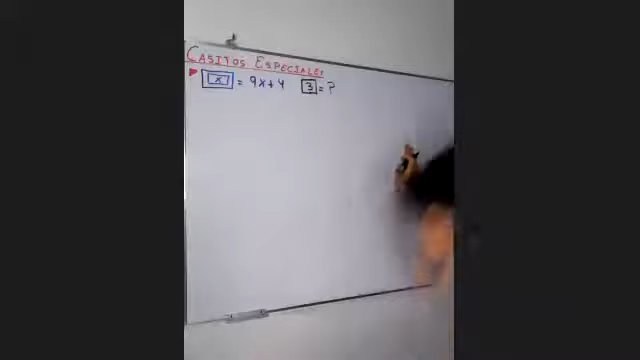 CASITOS ESPECIALES
x = 9x + 4 3 = ?